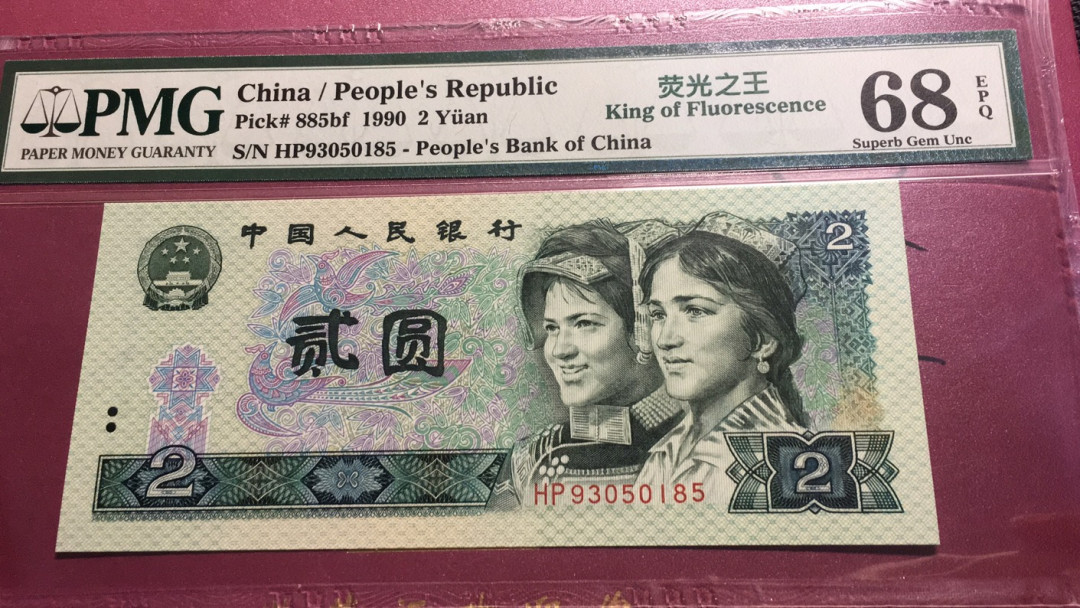 PMG
PAPER MONEY GUARANTY
China / People's Republic
Pick# 885bf 1990 2 Yüan
S/N HP93050185 - People's Bank of China
荧光之王
King of Fluorescence
68
EPQ
Superb Gem Unc
中国人民银行
2
贰圆
2
HP93050185
2